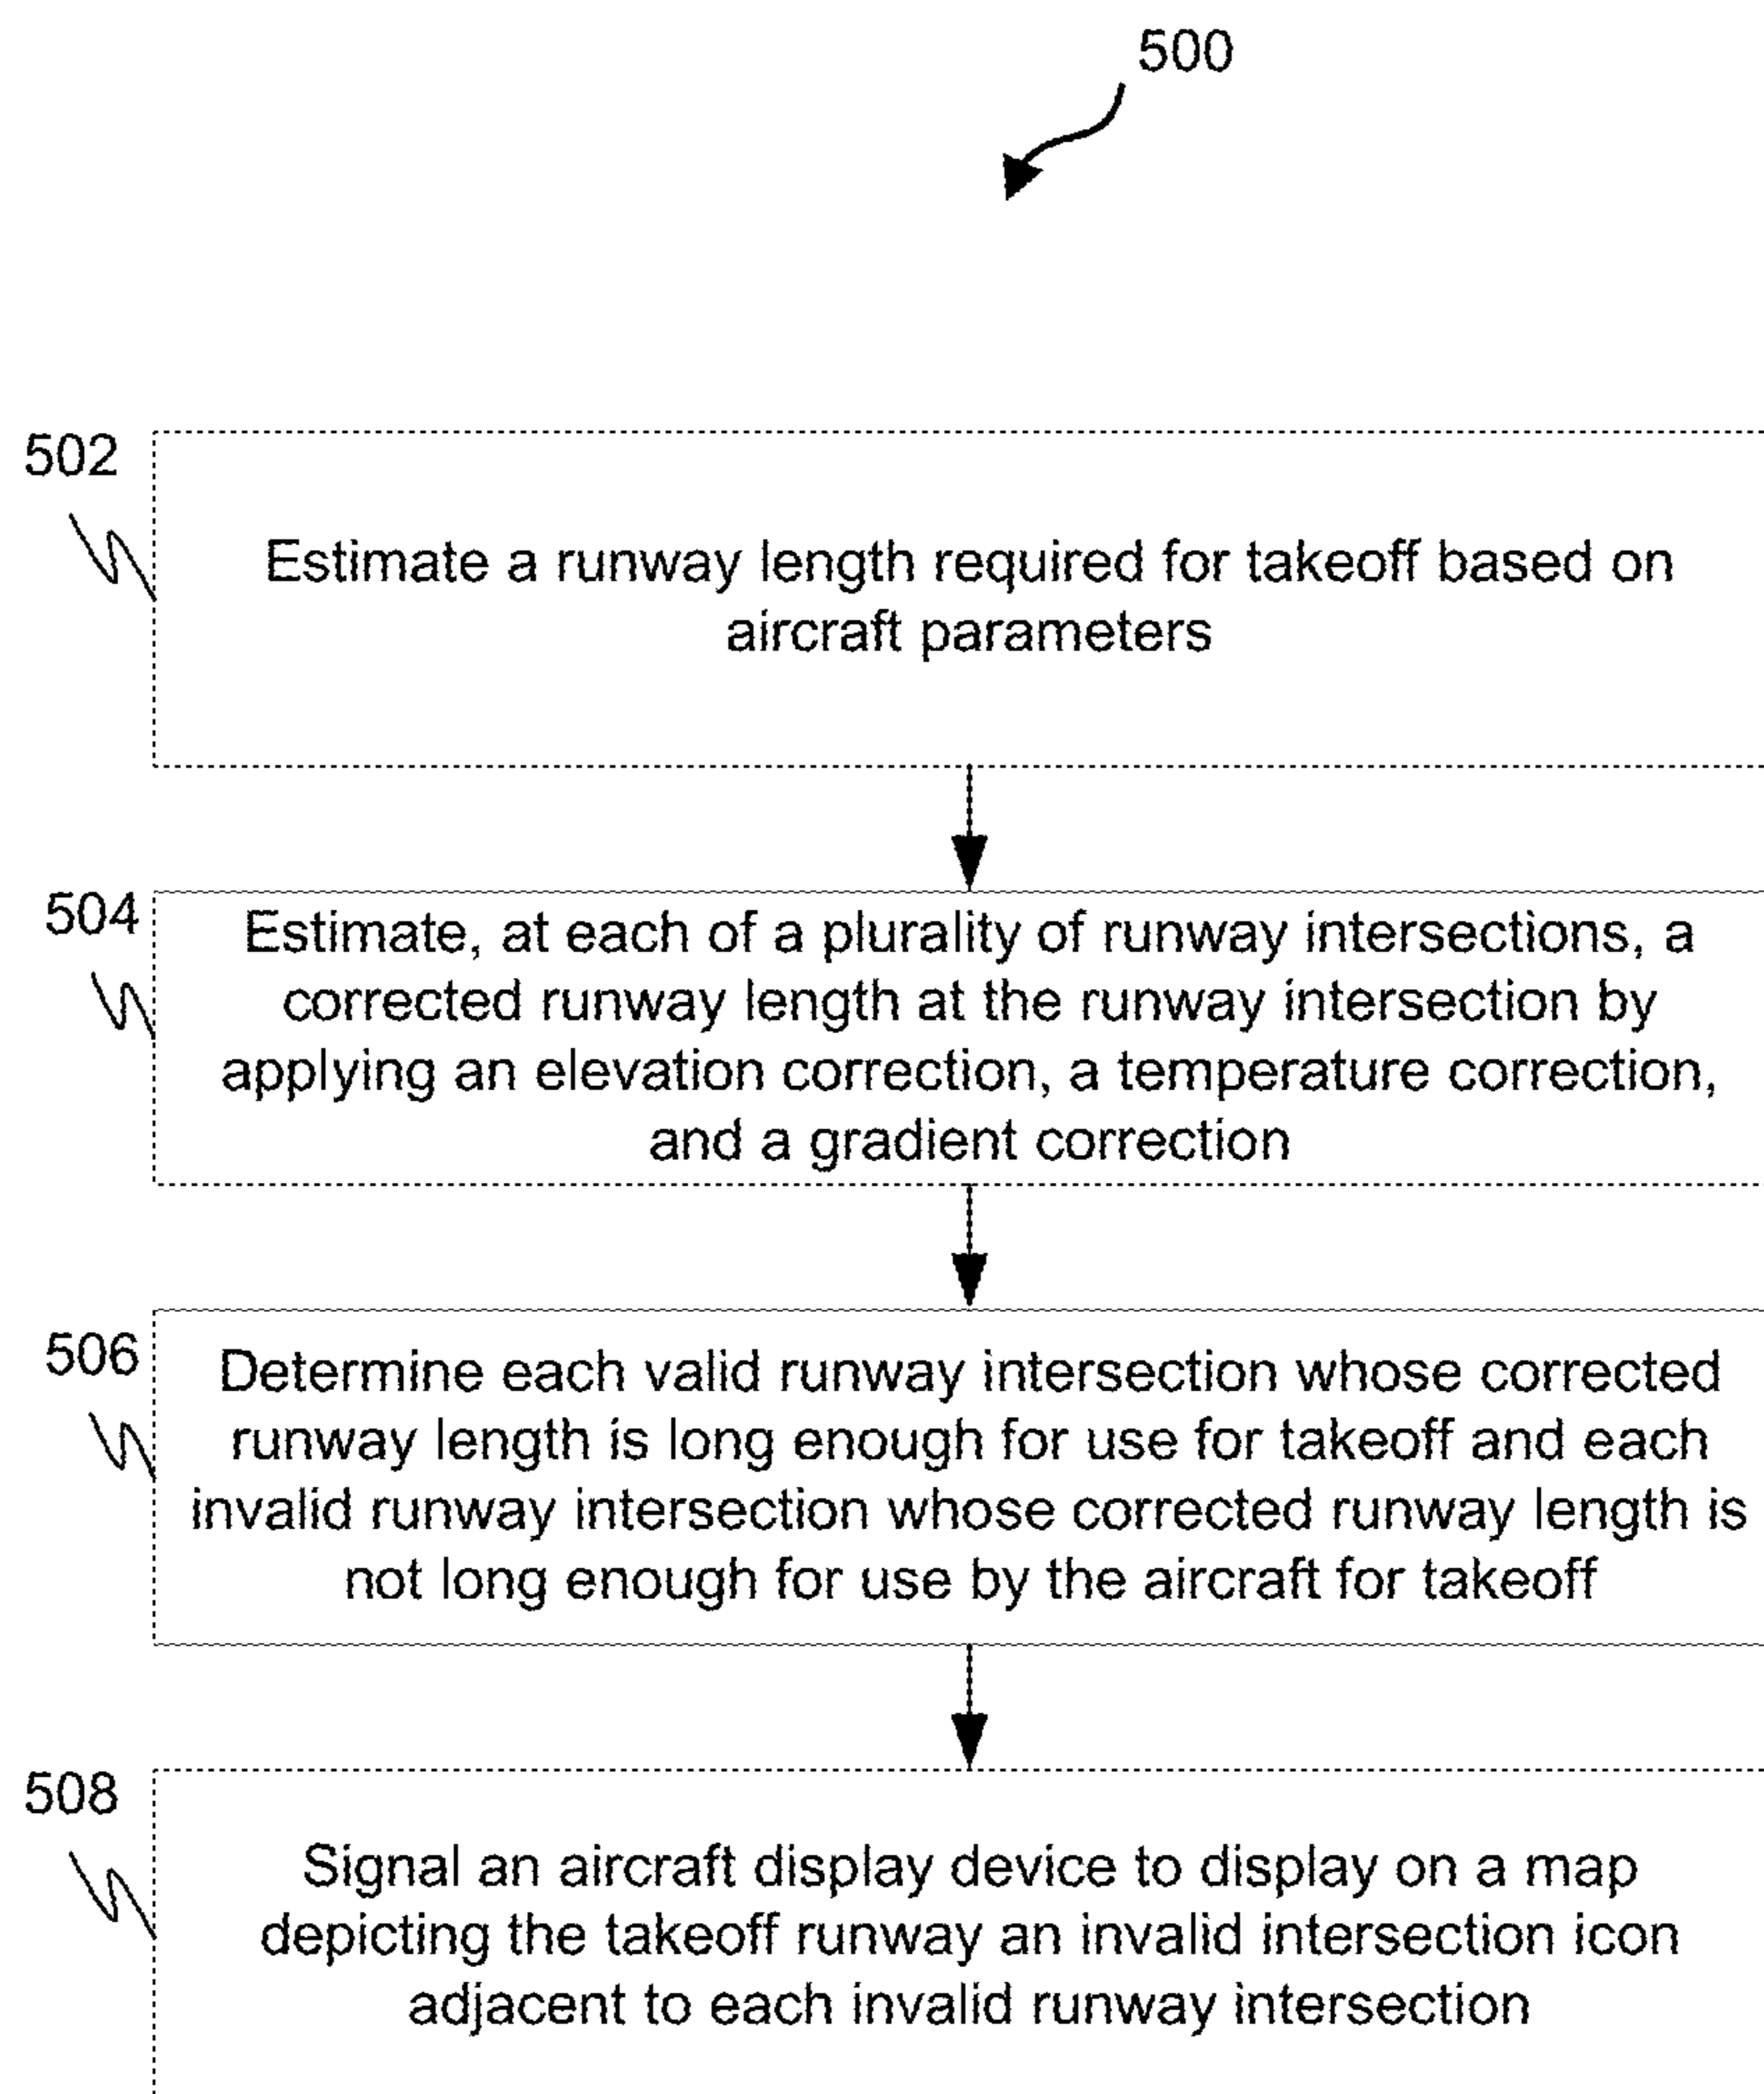 500
502
Estimate a runway length required for takeoff based on
aircraft parameters
504
Estimate, at each of a plurality of runway intersections, a
corrected runway length at the runway intersection by
applying an elevation correction, a temperature correction,
and a gradient correction
506
Determine each valid runway intersection whose corrected
runway length is long enough for use for takeoff and each
invalid runway intersection whose corrected runway length is
not long enough for use by the aircraft for takeoff
508
Signal an aircraft display device to display on a map
depicting the takeoff runway an invalid intersection icon
adjacent to each invalid runway intersection